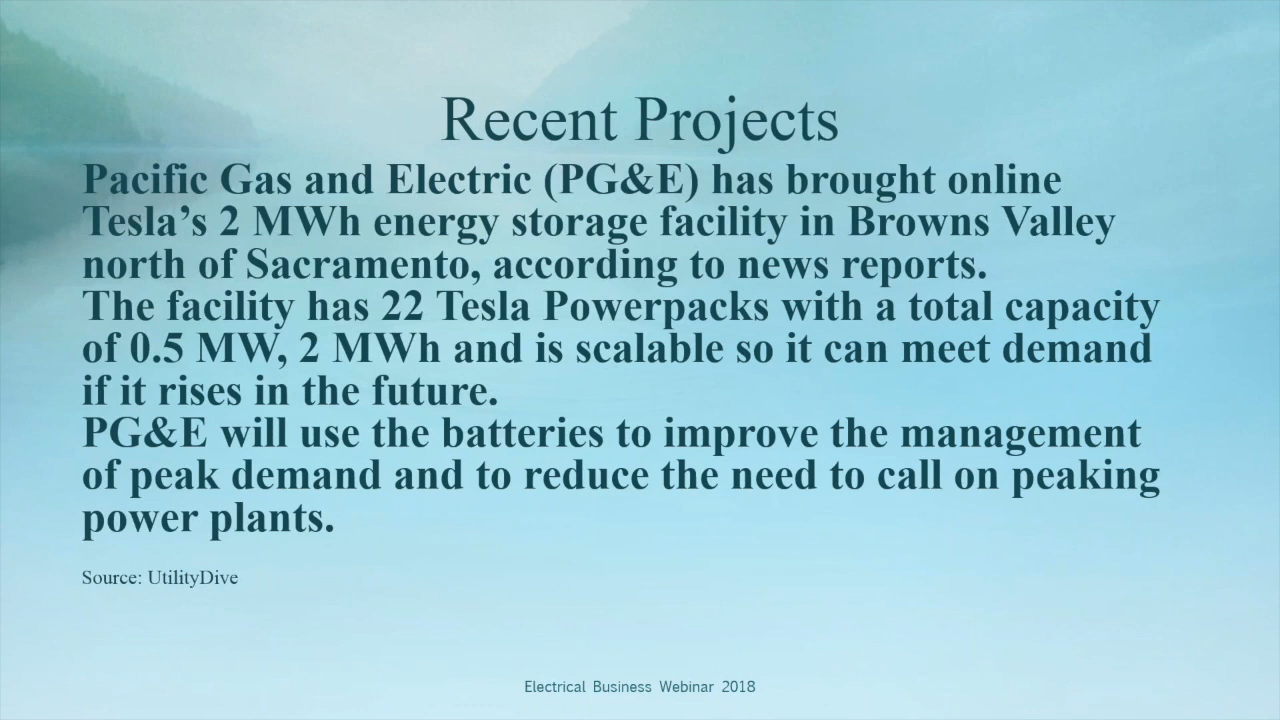 Recent Projects
Pacific Gas and Electric (PG&E) has brought online
Tesla’s 2 MWh energy storage facility in Browns Valley
north of Sacramento, according to news reports.
The facility has 22 Tesla Powerpacks with a total capacity
of 0.5 MW, 2 MWh and is scalable so it can meet demand
if it rises in the future.
PG&E will use the batteries to improve the management
of peak demand and to reduce the need to call on peaking
power plants.
Source: UtilityDive
Electrical Business Webinar 2018